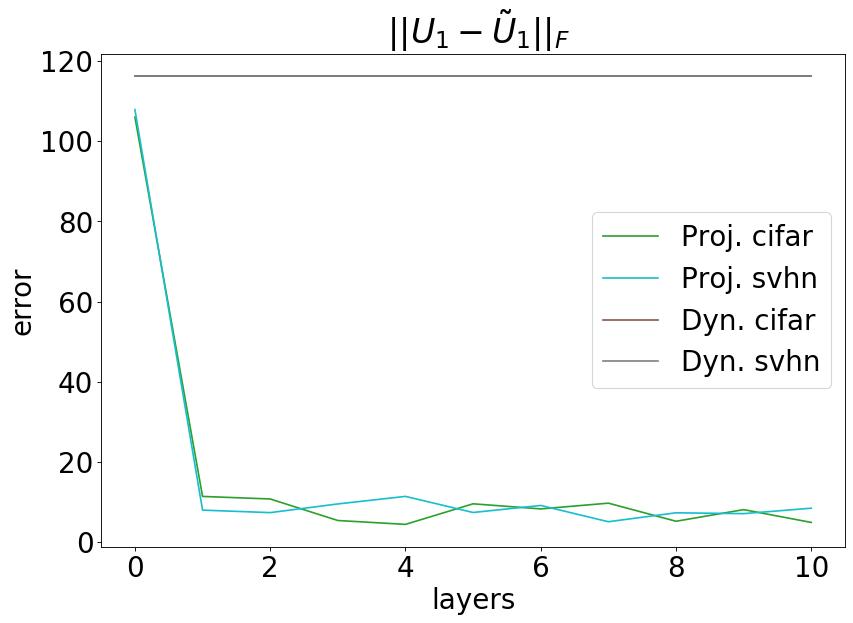 ||U₁ − Ũ₁||F
120
100
80
60
40
20
0
error
Proj. cifar
Proj. svhn
Dyn. cifar
Dyn. svhn
0 2 4 6 8 10
layers